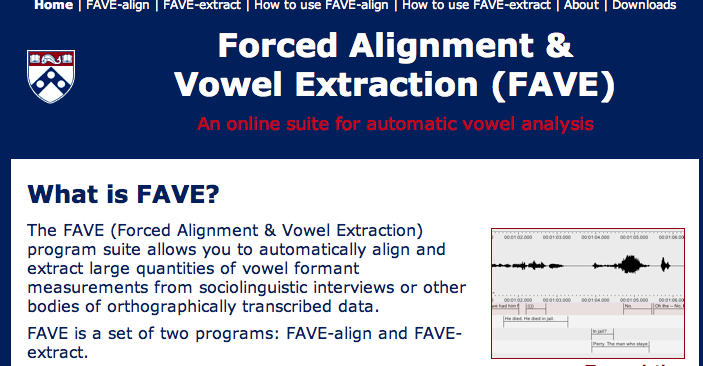 Home | FAVE-align | FAVE-extract | How to use FAVE-align | How to use FAVE-extract | About | Downloads
Forced Alignment &
Vowel Extraction (FAVE)
An online suite for automatic vowel analysis
What is FAVE?
The FAVE (Forced Alignment & Vowel Extraction)
program suite allows you to automatically align and
extract large quantities of vowel formant
measurements from sociolinguistic interviews or other
bodies of orthographically transcribed data.
FAVE is a set of two programs: FAVE-align and FAVE-
extract.
00:01:02.000 00:01:03.000 00:01:04.000 00:01:05.000 00:01:06.00
00:01:02.000 00:01:03.000 00:01:04.000 00:01:05.000 00:01:06.00
had him No. Oh the -- No,
He died. He died in jail.
In jail?
Perry. The man who staye